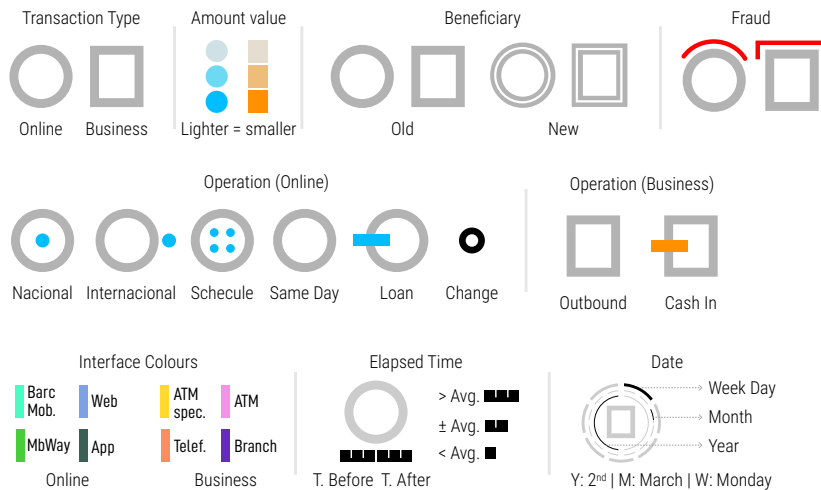 Transaction Type
Amount value
Beneficiary
Fraud
Online
Business
Lighter = smaller
Old
New
Operation (Online)
Operation (Business)
Nacional
Internacional
Schecule
Same Day
Loan
Change
Outbound
Cash In
Interface Colours
Elapsed Time
Date
Barc
Mob.
Web
ATM
spec.
ATM
MbWay
App
Telef.
Branch
Online
Business
> Avg.
± Avg.
< Avg.
T. Before T. After
Week Day
Month
Year
Y: 2nd | M: March | W: Monday